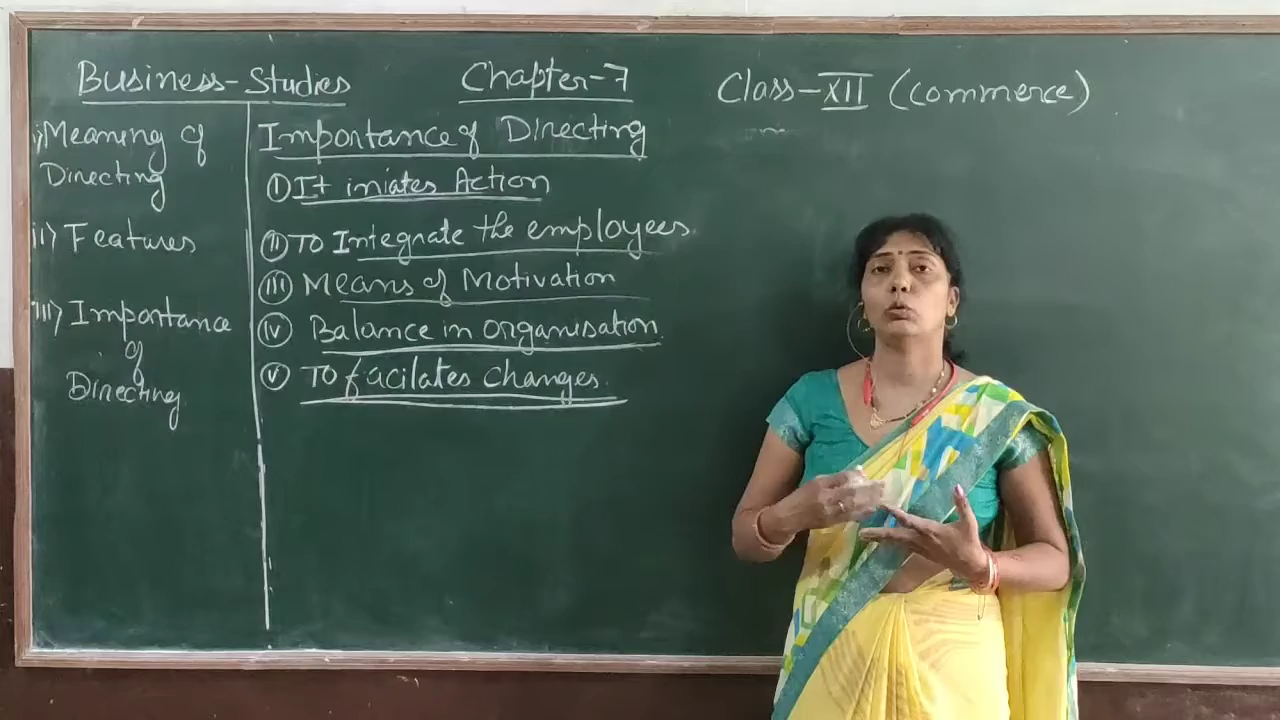 Business-Studies
Chapter-7
Class-XII (commerce)
i) Meaning of
Directing
ii) Features
iii) Importance
of
Directing
Importance of Directing
(I) It iniates Action
(II) To Integrate the employees
(III) Means of Motivation
(IV) Balance in organisation
(V) To facilates changes.